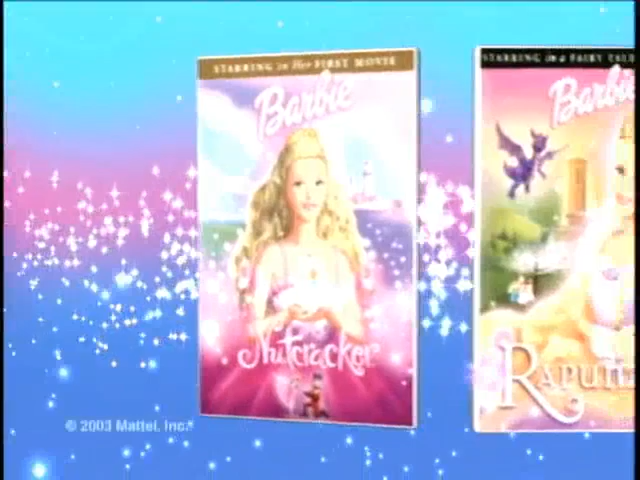 STARRING in Her FIRST MOVIE
Barbie
Nutcracker
STARRING in a FAIRY TALE
Barbie
RAPUN
© 2003 Mattel, Inc.